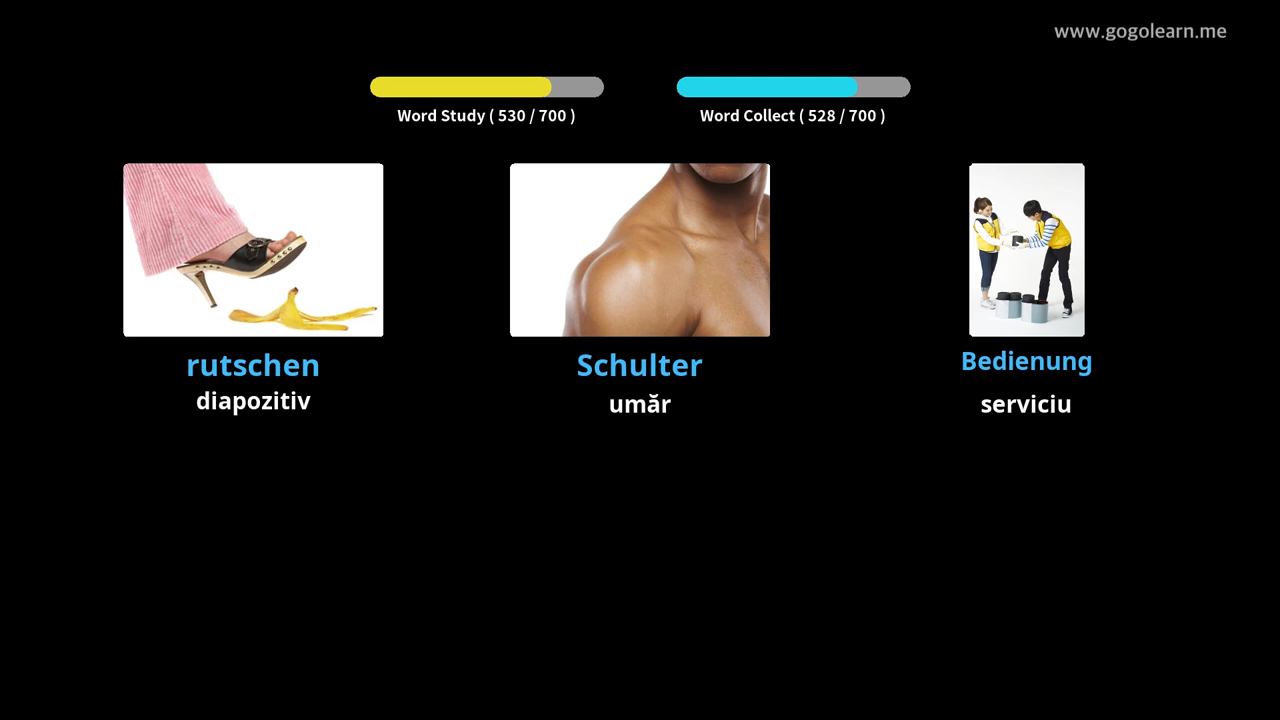 www.gogolearn.me
Word Study ( 530 / 700 )
Word Collect ( 528 / 700 )
rutschen
diapozitiv
Schulter
umăr
Bedienung
serviciu